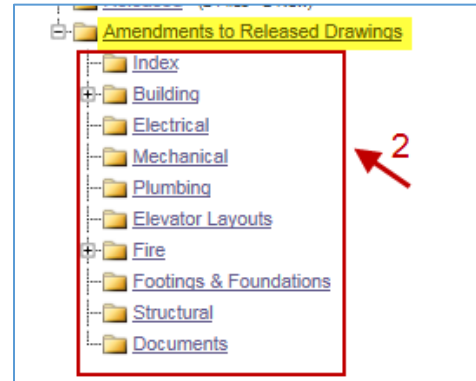 Amendments to Released Drawings
Index
Building
Electrical
2
Mechanical
Plumbing
Elevator Layouts
Fire
Footings & Foundations
Structural
Documents